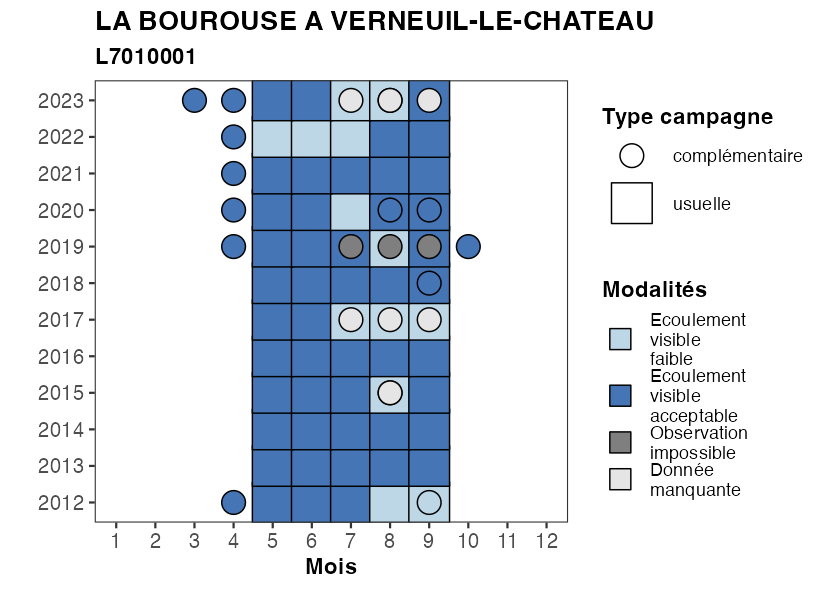 LA BOUROUSE A VERNEUIL-LE-CHATEAU
L7010001
2023
2022
2021
2020
2019
2018
2017
2016
2015
2014
2013
2012
1 2 3 4 5 6 7 8 9 10 11 12
Mois
Type campagne
complémentaire
usuelle
Modalités
Ecoulement
visible
faible
Ecoulement
visible
acceptable
Observation
impossible
Donnée
manquante